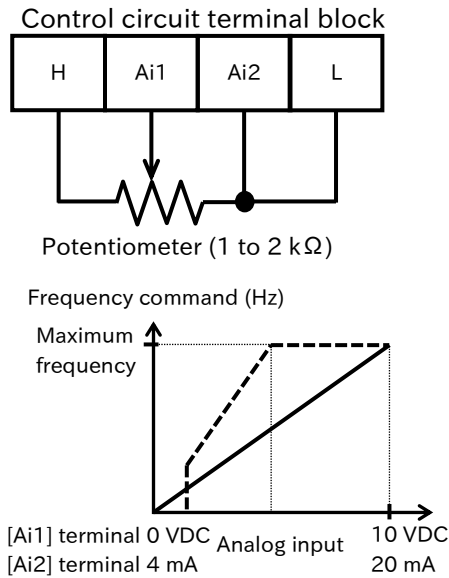 Control circuit terminal block
H Ai1 Ai2 L
Potentiometer (1 to 2 kΩ)
Frequency command (Hz)
Maximum
frequency
[Ai1] terminal 0 VDC Analog input 10 VDC
[Ai2] terminal 4 mA 20 mA